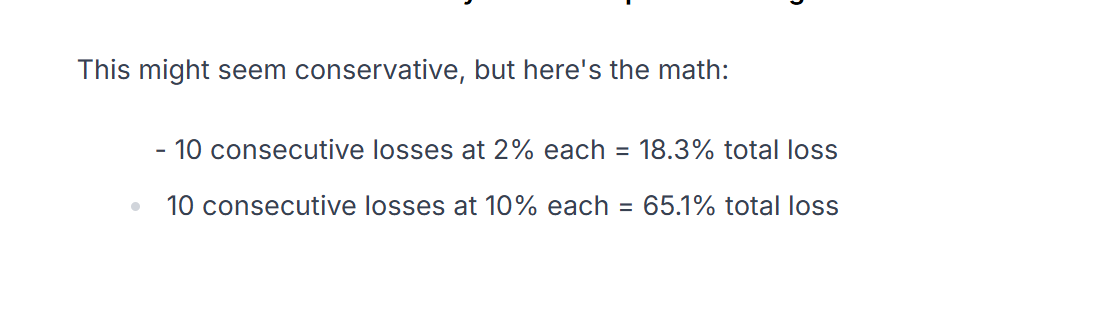 This might seem conservative, but here's the math:
- 10 consecutive losses at 2% each = 18.3% total loss
10 consecutive losses at 10% each = 65.1% total loss